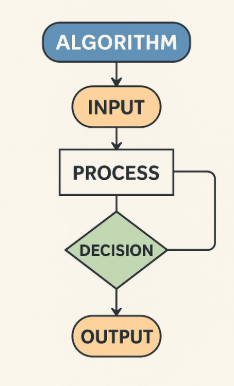 ALGORITHM
INPUT
PROCESS
DECISION
OUTPUT